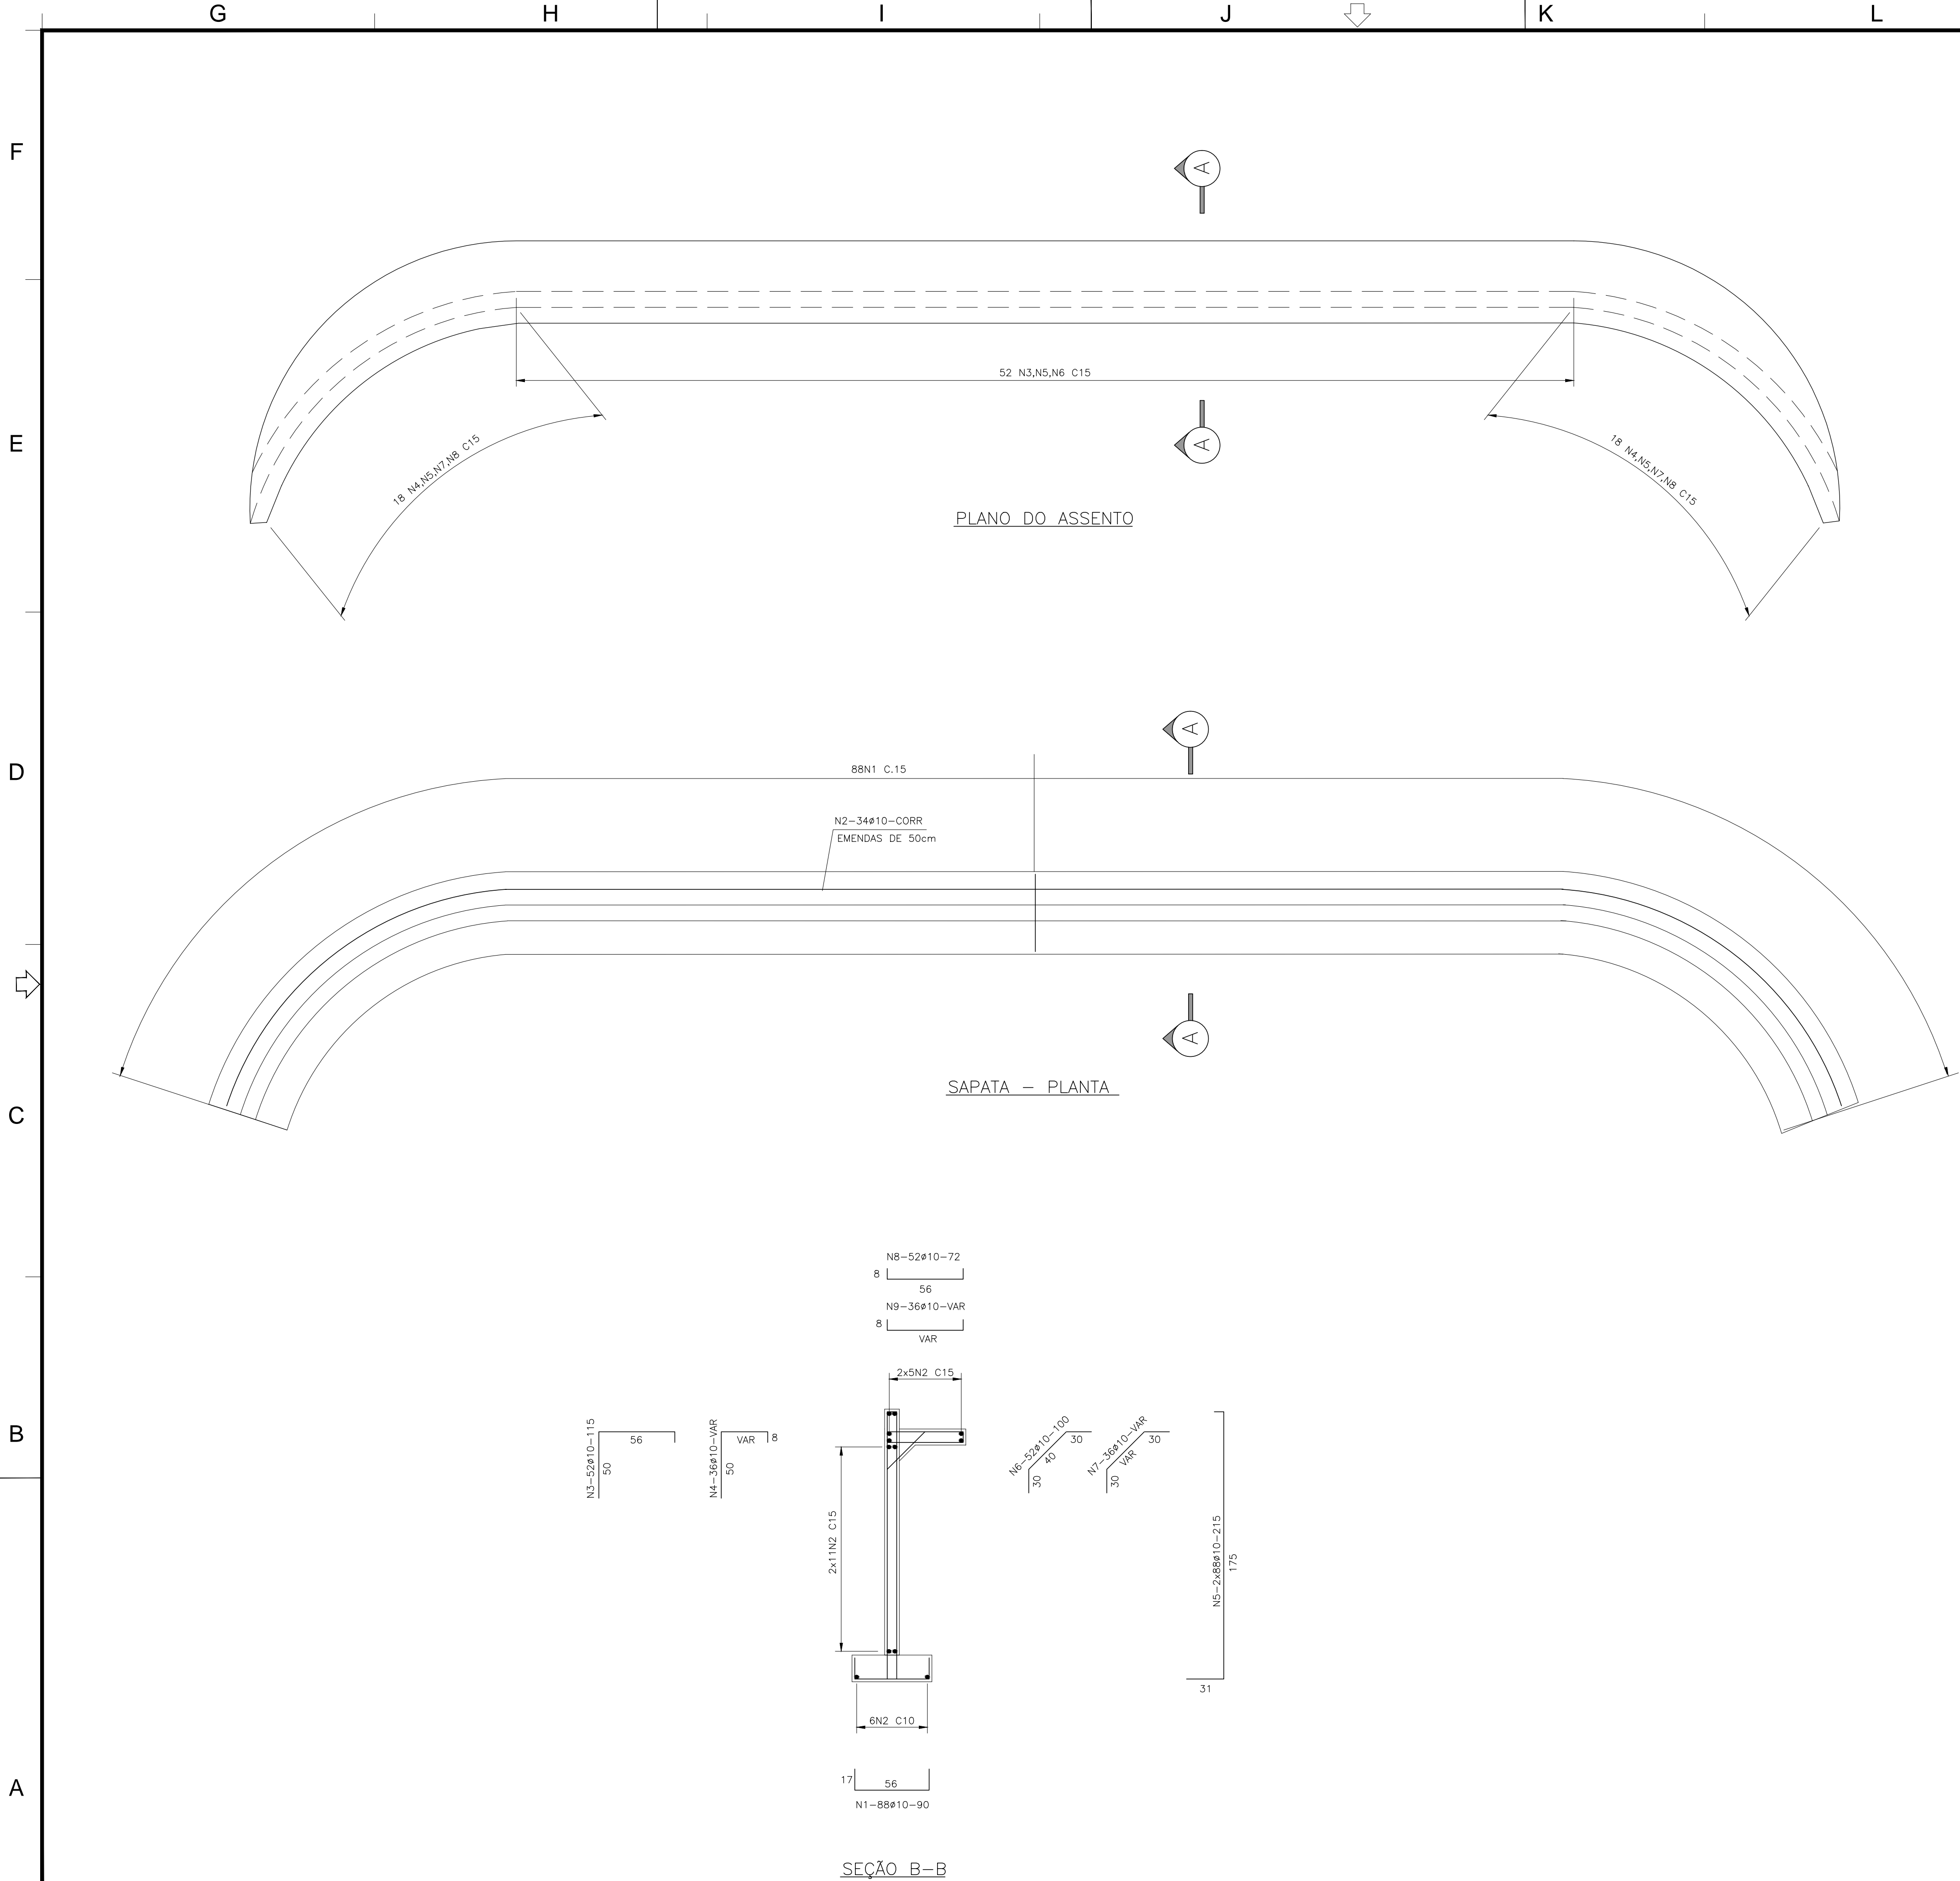 G H I J K L
F
A
52 N3,N5,N6 C15
E
A
18 N4,N5,N7,N8 C15
18 N4,N5,N7,N8 C15
PLANO DO ASSENTO
A
D
88N1 C.15
N2-34ø10-CORR
EMENDAS DE 50cm
A
SAPATA - PLANTA
C
N8-52ø10-72
8
56
N9-36ø10-VAR
8
VAR
2x5N2 C15
B
N3-52ø10-115
56
50
N4-36ø10-VAR
VAR
8
50
N6-52ø10-100
30
40
30
N7-36ø10-VAR
30
VAR
30
2x11N2 C15
N5-2x88ø10-215
175
31
6N2 C10
A
17
56
N1-88ø10-90
SEÇÃO B-B